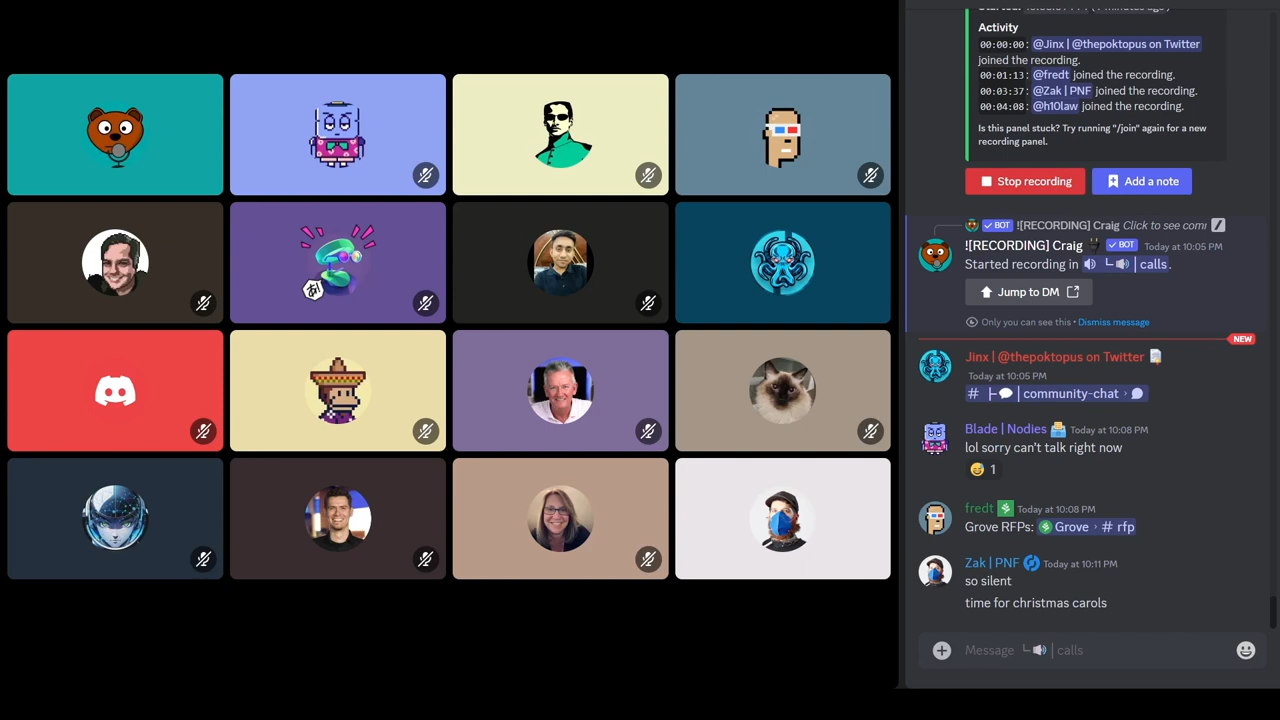 Activity
00:00:00: @Jinx | @thepoktopus on Twitter
joined the recording.
00:01:13: @fredt joined the recording.
00:03:37: @Zak | PNF joined the recording.
00:04:08: @h10law joined the recording.
Is this panel stuck? Try running "/join" again for a new
recording panel.
Stop recording
Add a note
BOT ![RECORDING] Craig Click to see
![RECORDING] Craig BOT Today at 10:05 PM
Started recording in calls.
Jump to DM
Only you can see this • Dismiss message
NEW
Jinx | @thepoktopus on Twitter
Today at 10:05 PM
# | community-chat ›
Blade | Nodies Today at 10:08 PM
lol sorry can't talk right now
1
fredt Today at 10:08 PM
Grove RFPs: Grove › # rfp
Zak | PNF Today at 10:11 PM
so silent
time for christmas carols
Message | calls